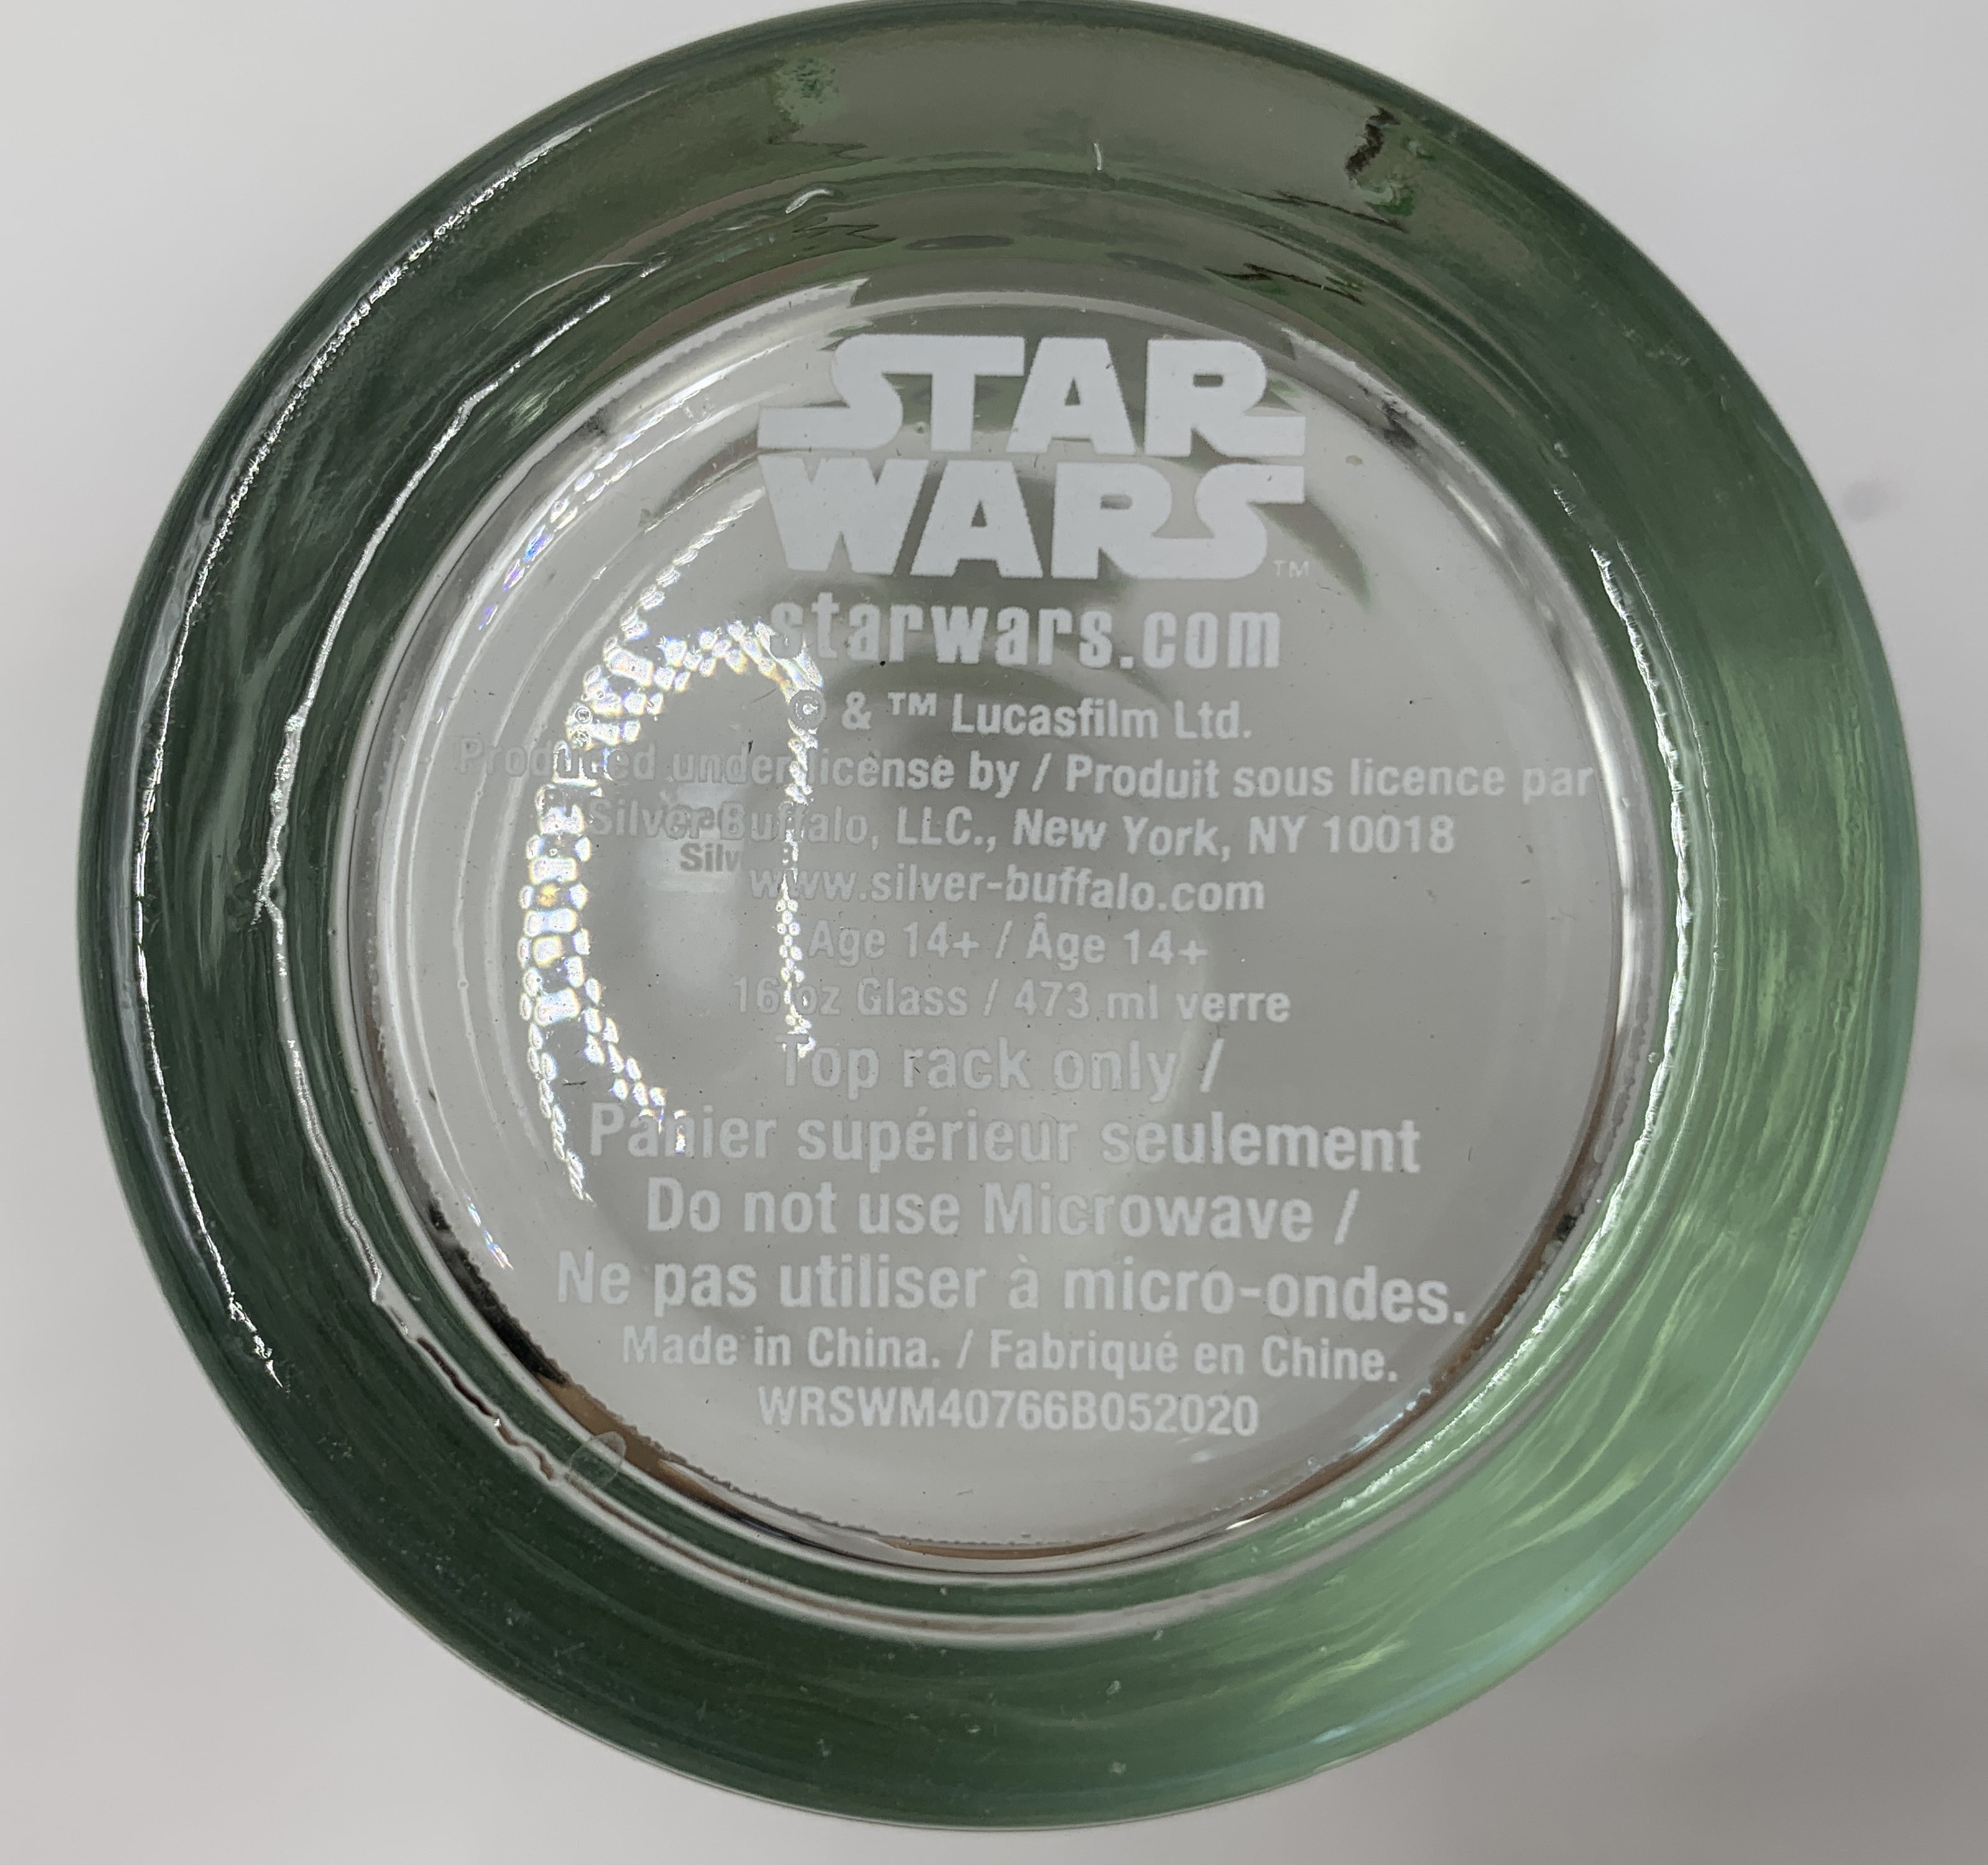 STAR
WARS™
starwars.com
© & ™ Lucasfilm Ltd.
Produced under license by / Produit sous licence par
Silver Buffalo, LLC., New York, NY 10018
www.silver-buffalo.com
Age 14+ / Âge 14+
16 oz Glass / 473 ml verre
Top rack only /
Panier supérieur seulement
Do not use Microwave /
Ne pas utiliser à micro-ondes.
Made in China. / Fabriqué en Chine.
WRSWM40766B052020